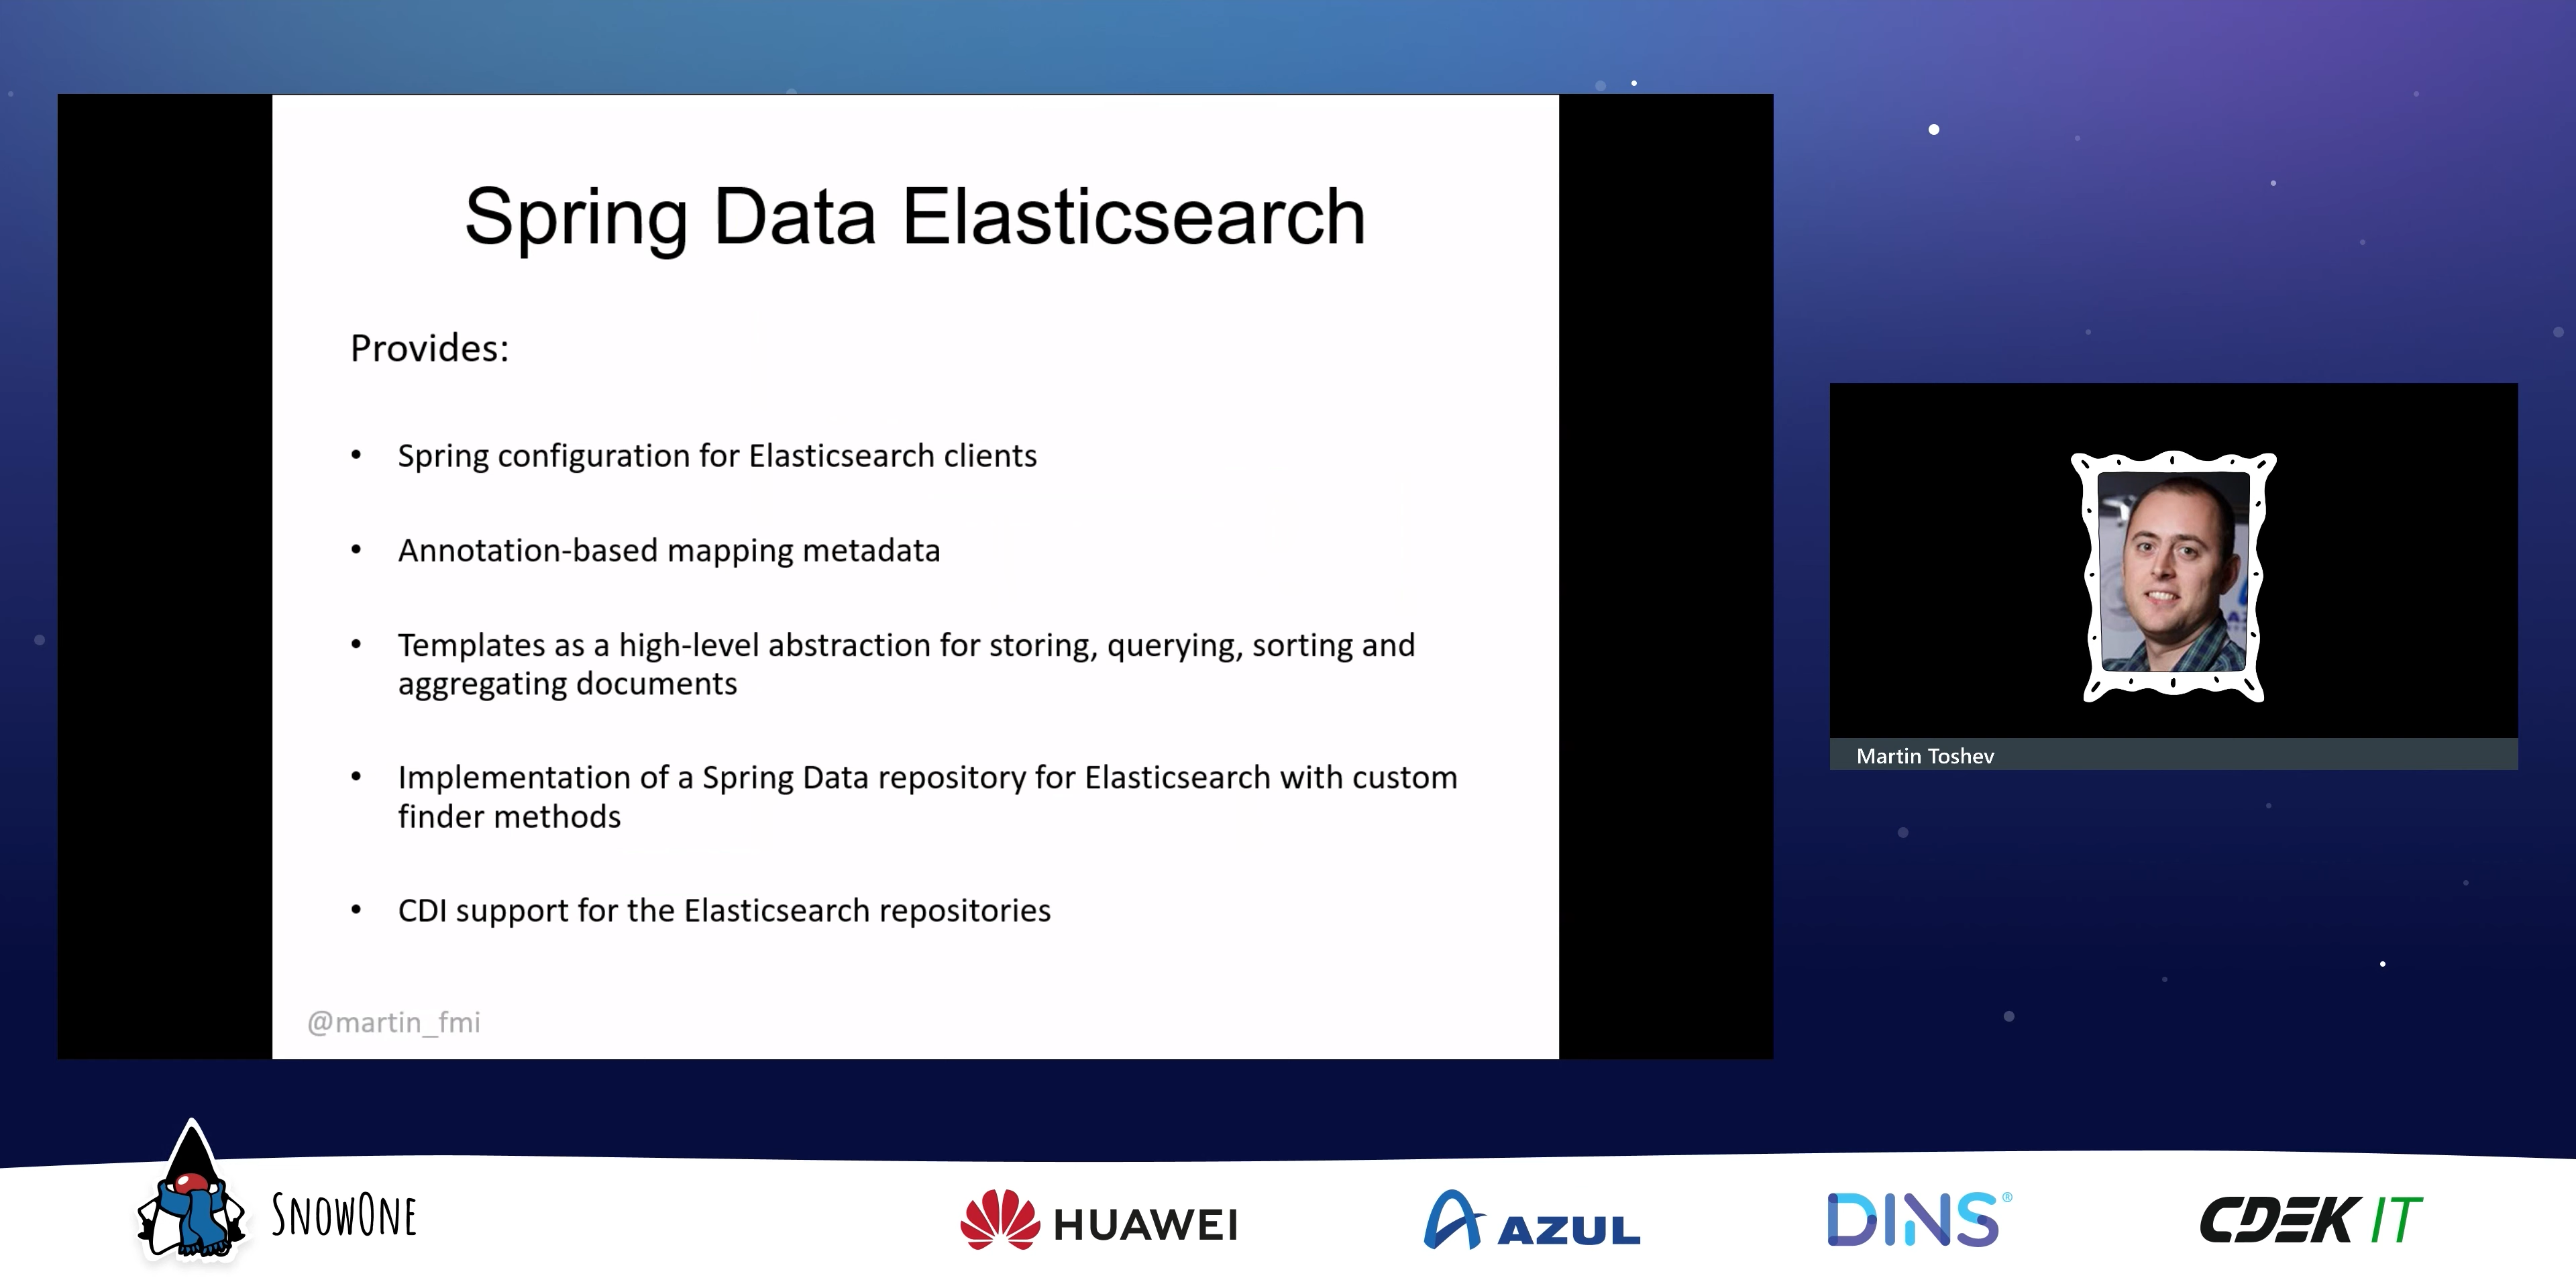 Spring Data Elasticsearch
Provides:
• Spring configuration for Elasticsearch clients
• Annotation-based mapping metadata
• Templates as a high-level abstraction for storing, querying, sorting and
aggregating documents
• Implementation of a Spring Data repository for Elasticsearch with custom
finder methods
• CDI support for the Elasticsearch repositories
@martin_fmi
Martin Toshev
SNOWONE
HUAWEI
AZUL
DINS®
CDEK IT